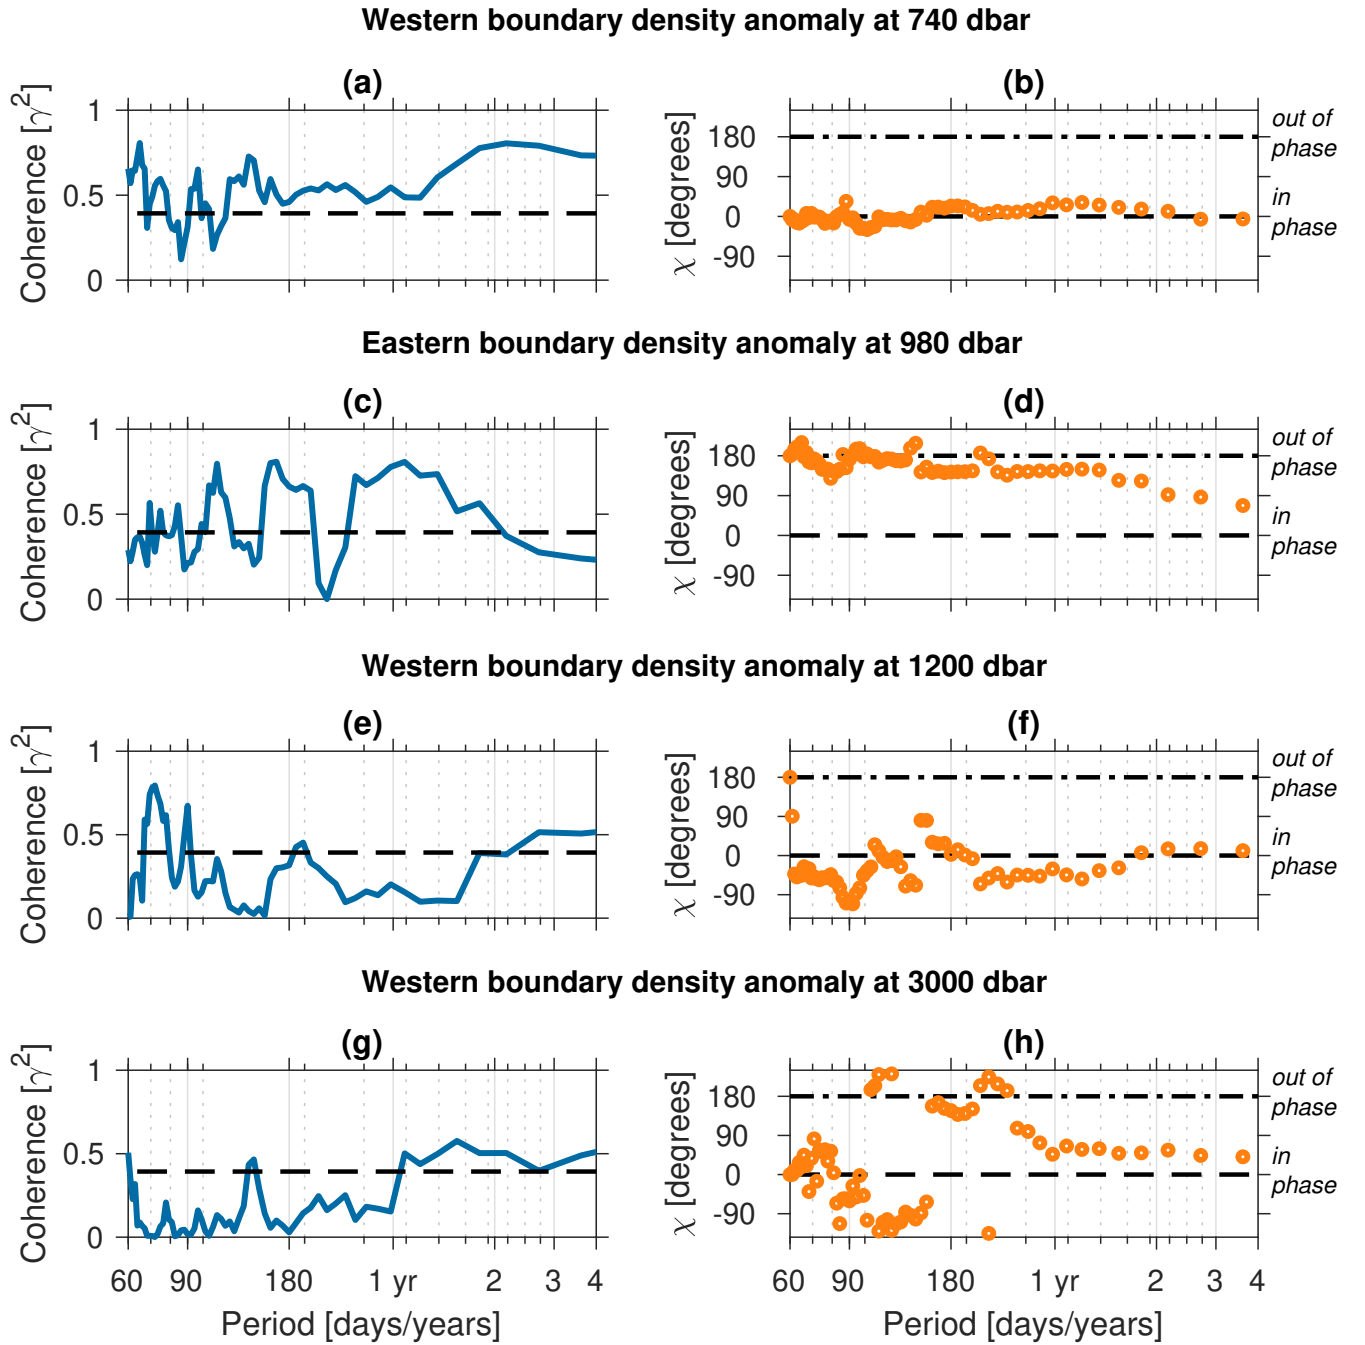 Western boundary density anomaly at 740 dbar
(a)
(b)
Coherence [γ²]
1
0.5
0
χ [degrees]
180
90
0
-90
out of
phase
in
phase
Eastern boundary density anomaly at 980 dbar
(c)
(d)
Coherence [γ²]
1
0.5
0
χ [degrees]
180
90
0
-90
out of
phase
in
phase
Western boundary density anomaly at 1200 dbar
(e)
(f)
Coherence [γ²]
1
0.5
0
χ [degrees]
180
90
0
-90
out of
phase
in
phase
Western boundary density anomaly at 3000 dbar
(g)
(h)
Coherence [γ²]
1
0.5
0
χ [degrees]
180
90
0
-90
out of
phase
in
phase
60 90 180 1 yr 2 3 4
60 90 180 1 yr 2 3 4
Period [days/years]
Period [days/years]